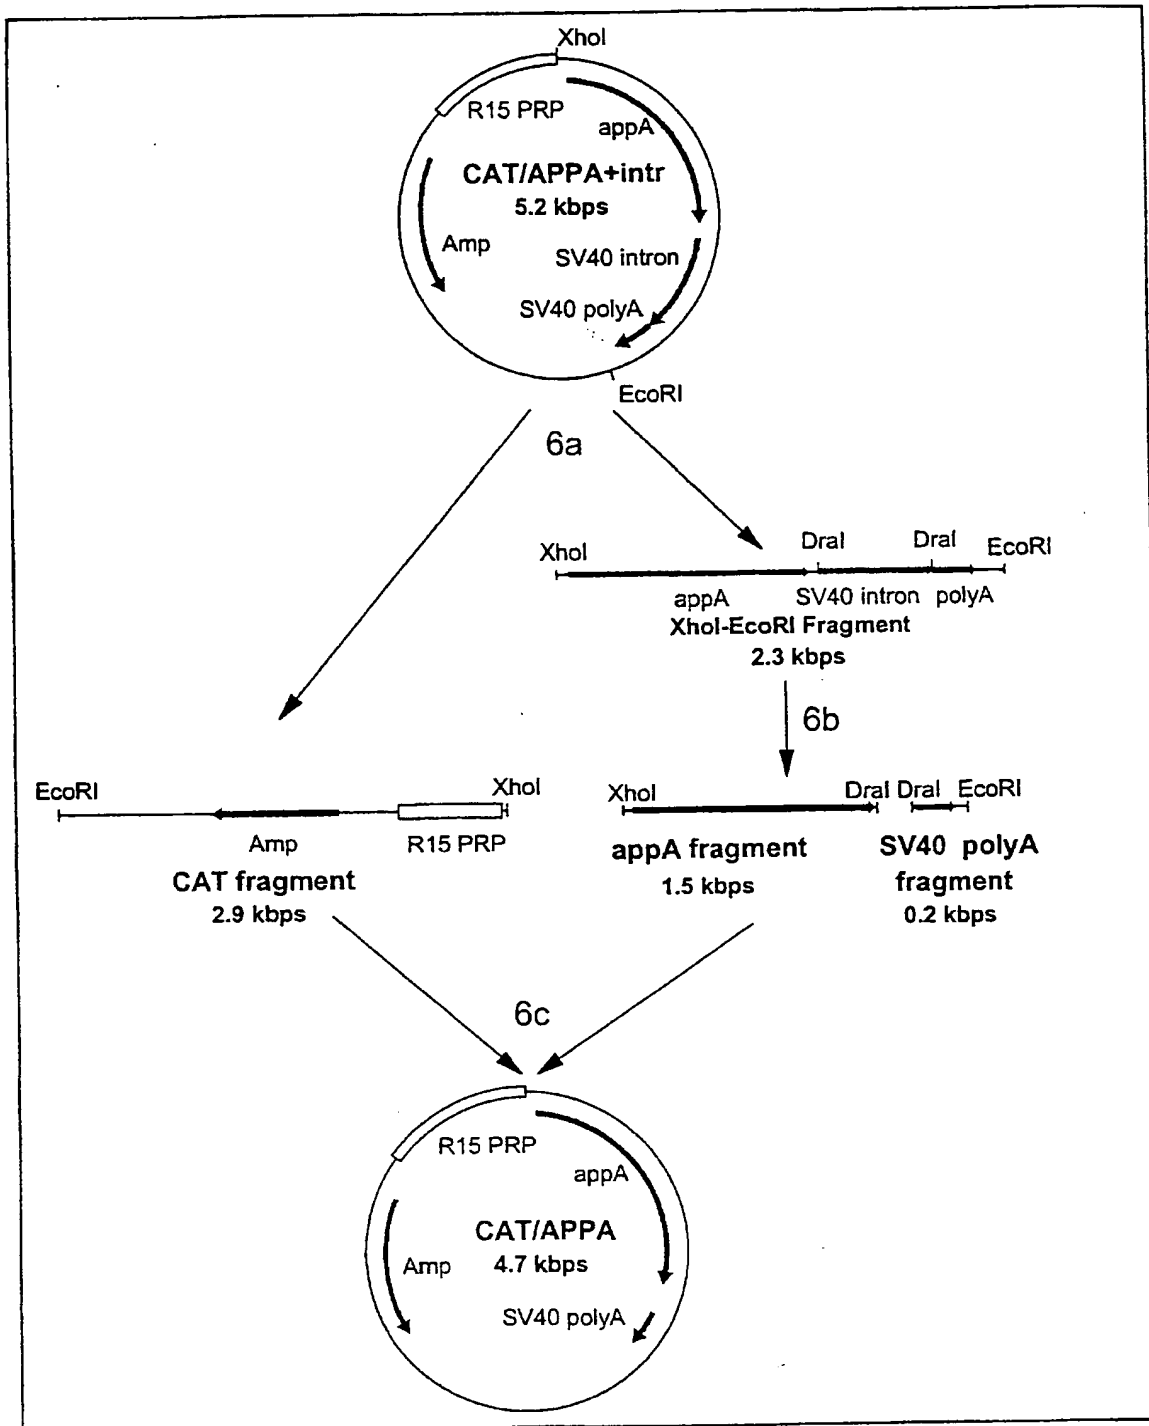 XhoI
R15 PRP
appA
CAT/APPA+intr
5.2 kbps
Amp
SV40 intron
SV40 polyA
EcoRI
6a
XhoI
DraI
DraI
EcoRI
appA
SV40 intron
polyA
XhoI-EcoRI Fragment
2.3 kbps
6b
EcoRI
XhoI
Amp
R15 PRP
CAT fragment
2.9 kbps
XhoI
DraI
DraI
EcoRI
appA fragment
1.5 kbps
SV40 polyA
fragment
0.2 kbps
6c
R15 PRP
appA
CAT/APPA
4.7 kbps
Amp
SV40 polyA